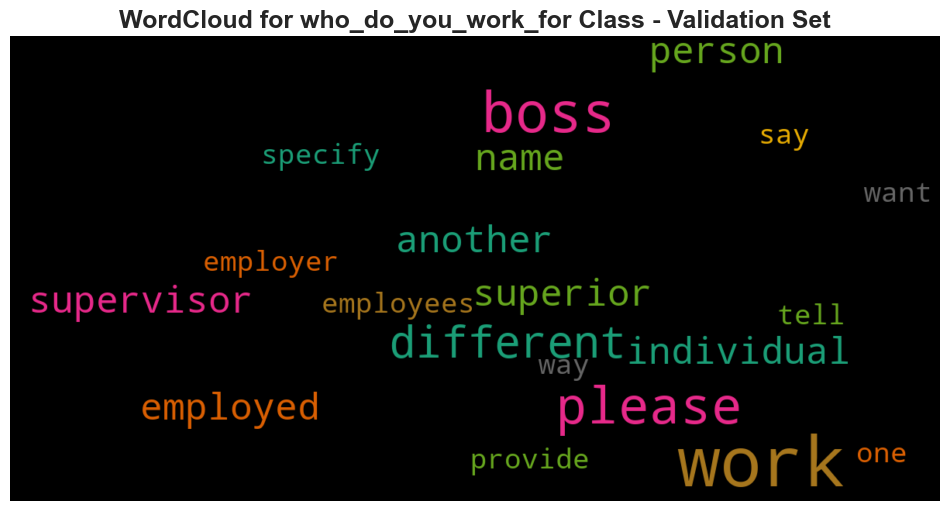 WordCloud for who_do_you_work_for Class - Validation Set
person
boss
say
specify
name
want
another
employer
superior
supervisor
employees
tell
different
individual
way
employed
please
work
one
provide